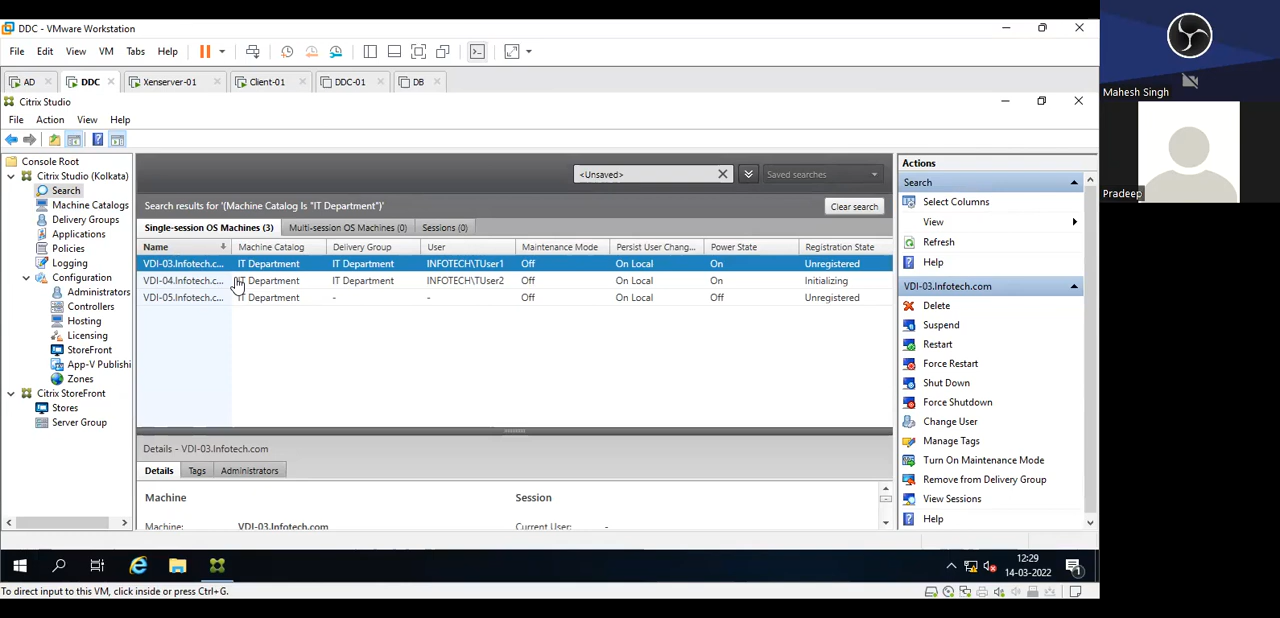 DDC - VMware Workstation
File Edit View VM Tabs Help
AD DDC Xenserver-01 Client-01 DDC-01 DB
Citrix Studio
File Action View Help
Console Root
Citrix Studio (Kolkata)
Search
Machine Catalogs
Delivery Groups
Applications
Policies
Logging
Configuration
Administrators
Controllers
Hosting
Licensing
StoreFront
App-V Publishi
Zones
Citrix StoreFront
Stores
Server Group
<Unsaved> Saved searches
Search results for '(Machine Catalog Is "IT Department")' Clear search
Single-session OS Machines (3) Multi-session OS Machines (0) Sessions (0)
Name Machine Catalog Delivery Group User Maintenance Mode Persist User Chang... Power State Registration State
VDI-03.Infotech.c... IT Department IT Department INFOTECH\TUser1 Off On Local On Unregistered
VDI-04.Infotech.c... IT Department IT Department INFOTECH\TUser2 Off On Local On Initializing
VDI-05.Infotech.c... IT Department - - Off On Local Off Unregistered
Details - VDI-03.Infotech.com
Details Tags Administrators
Machine Session
Machine: VDI-03.Infotech.com Current User: -
Actions
Search
Select Columns
View
Refresh
Help
VDI-03.Infotech.com
Delete
Suspend
Restart
Force Restart
Shut Down
Force Shutdown
Change User
Manage Tags
Turn On Maintenance Mode
Remove from Delivery Group
View Sessions
Help
12:29
14-03-2022
1
To direct input to this VM, click inside or press Ctrl+G.
Mahesh Singh
Pradeep